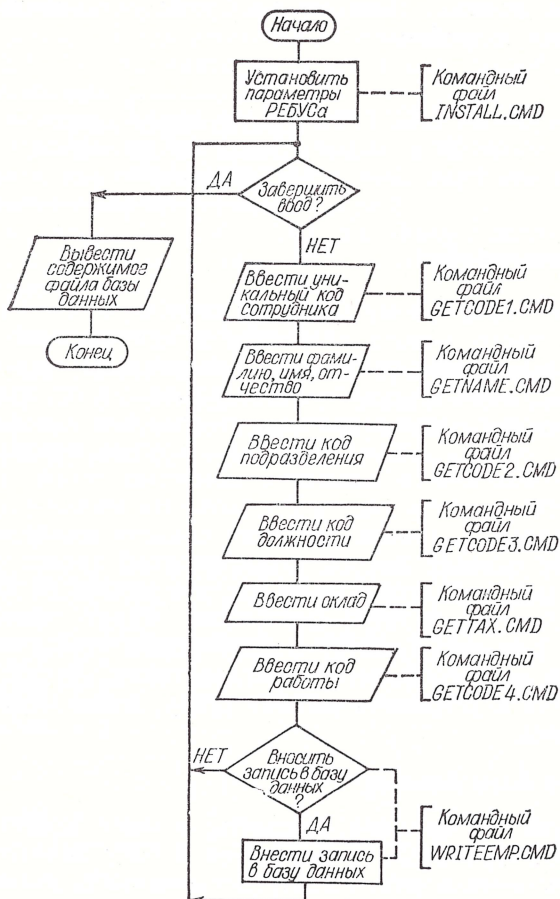 Начало
Установить
параметры
РЕБУСа
Командный
файл
INSTALL.CMD
ДА
Завершить
ввод?
НЕТ
Вывести
содержимое
файла базы
данных
Конец
Ввести уни-
кальный код
сотрудника
Командный
файл
GETCODE1.CMD
Ввести фами-
лию, имя, от-
чество
Командный
файл
GETNAME.CMD
Ввести код
подразделения
Командный
файл
GETCODE2.CMD
Ввести код
должности
Командный
файл
GETCODE3.CMD
Ввести оклад
Командный
файл
GETTAX.CMD
Ввести код
работы
Командный
файл
GETCODE4.CMD
НЕТ
Вносить
запись в базу
данных
?
ДА
Внести запись
в базу данных
Командный
файл
WRITEEMP.CMD